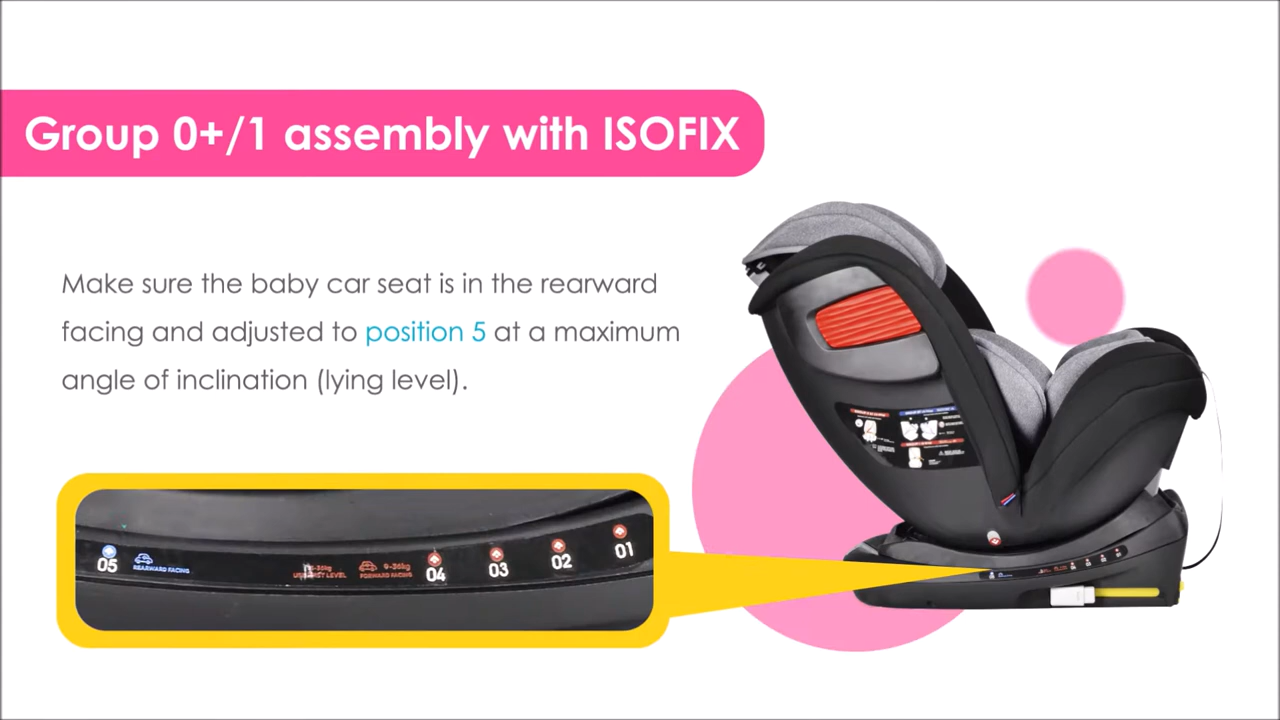 Group 0+/1 assembly with ISOFIX
Make sure the baby car seat is in the rearward
facing and adjusted to position 5 at a maximum
angle of inclination (lying level).
05
REARWARD FACING
9-36kg
FORWARD FACING
04
03
02
01